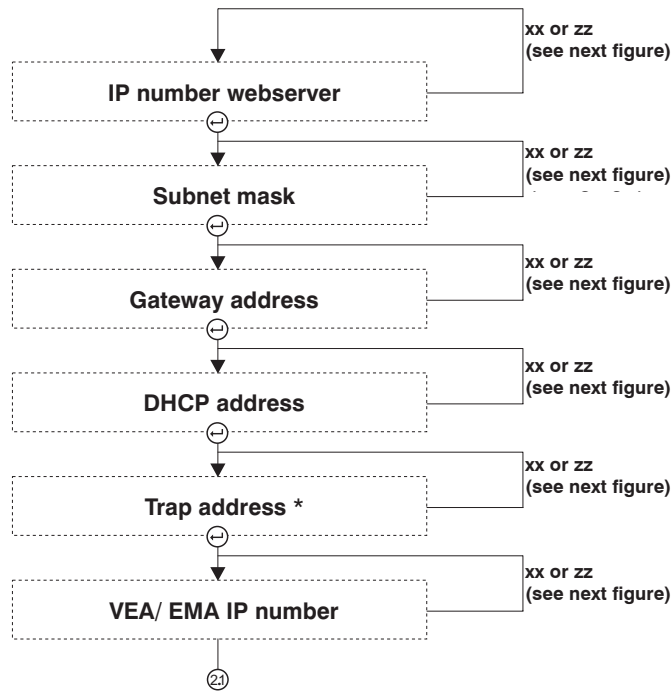 xx or zz
(see next figure)
IP number webserver
xx or zz
(see next figure)
Subnet mask
xx or zz
(see next figure)
Gateway address
xx or zz
(see next figure)
DHCP address
xx or zz
(see next figure)
Trap address *
xx or zz
(see next figure)
VEA/ EMA IP number
2.1